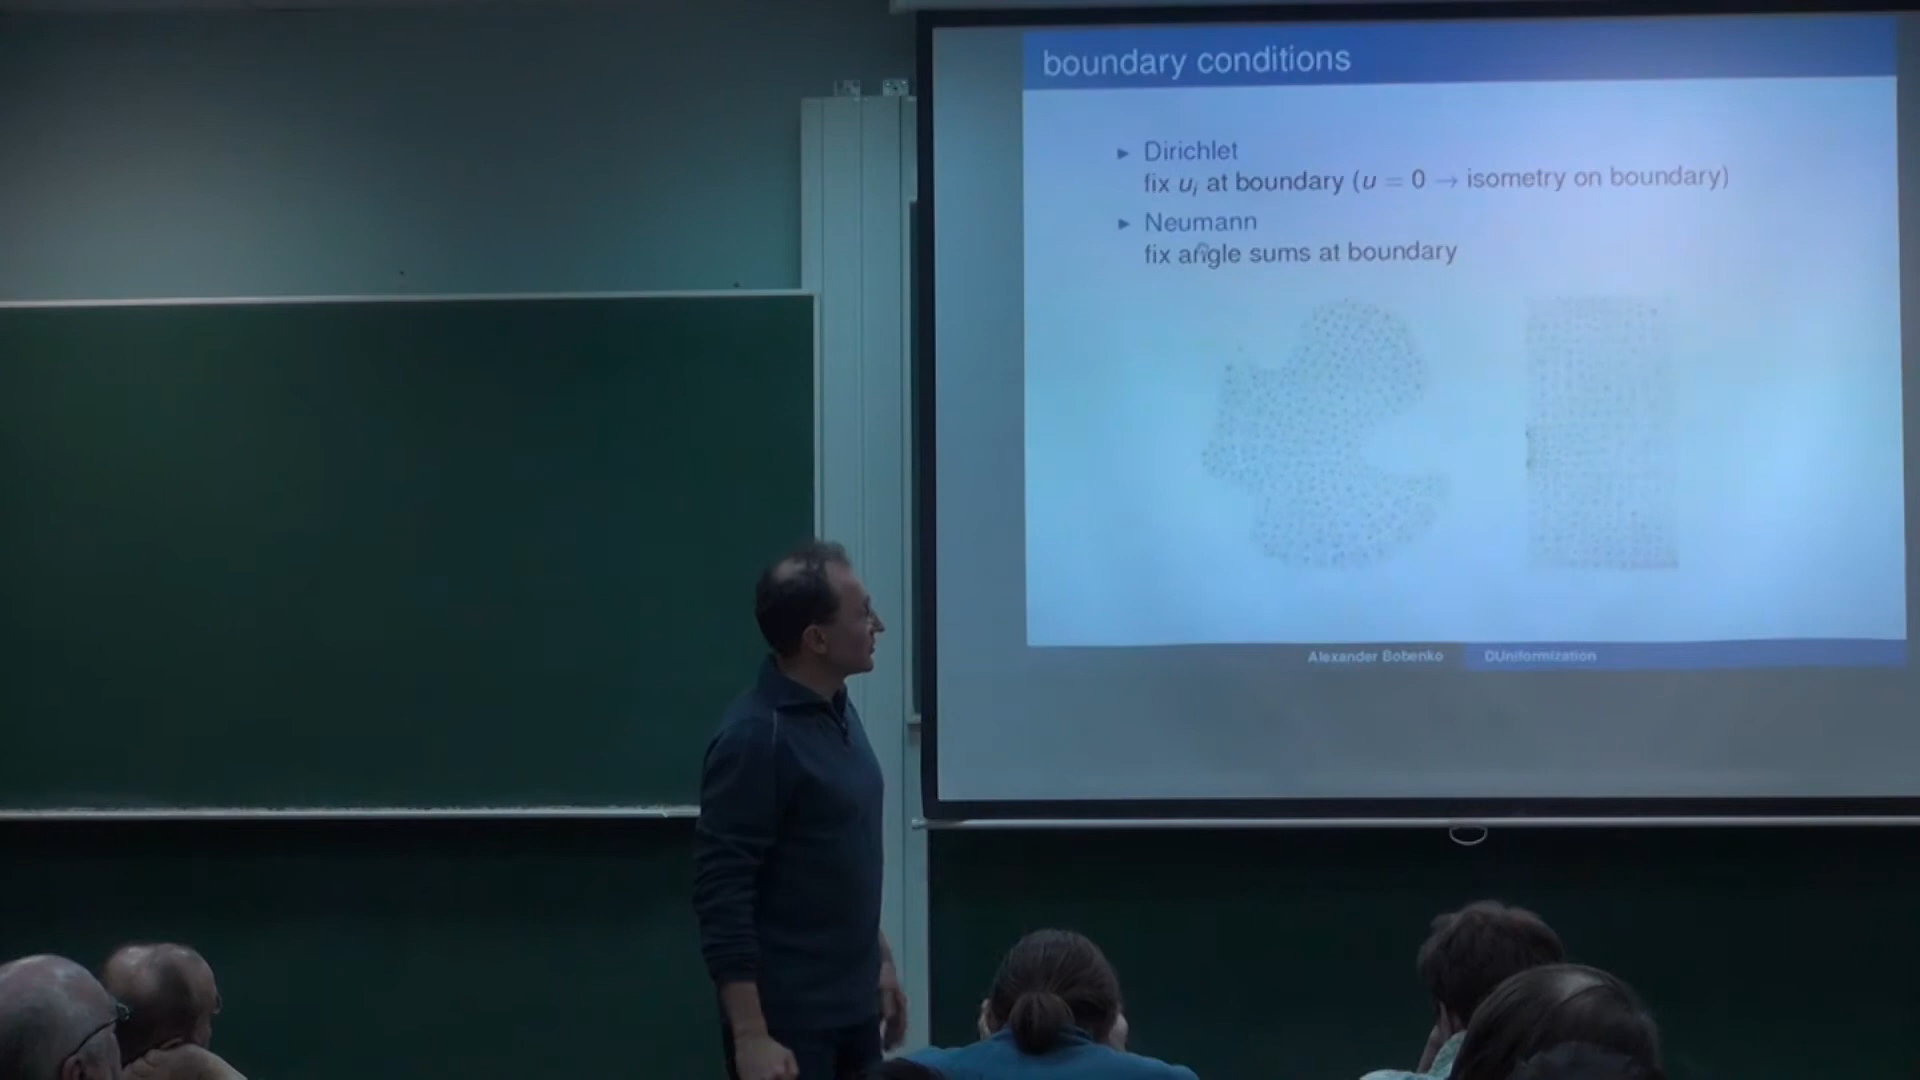 boundary conditions
► Dirichlet
fix u_i at boundary (u = 0 → isometry on boundary)
► Neumann
fix angle sums at boundary
Alexander Bobenko DUniformization